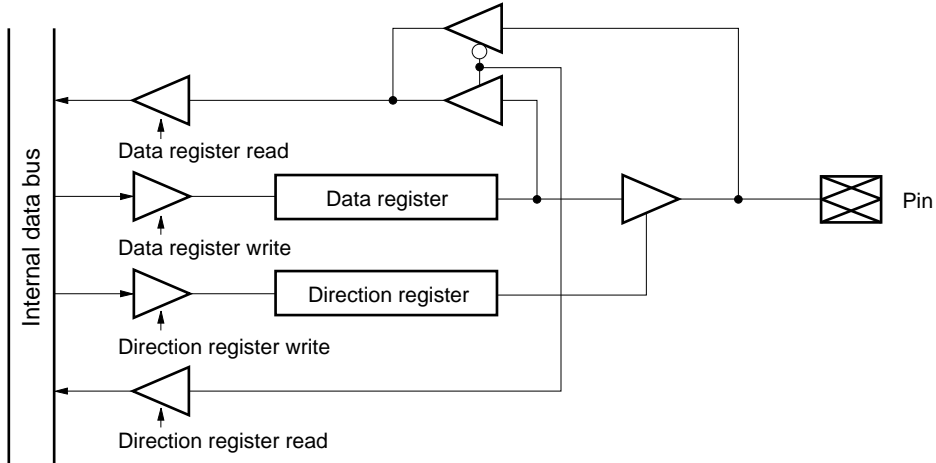 Internal data bus
Data register read
Data register
Pin
Data register write
Direction register
Direction register write
Direction register read